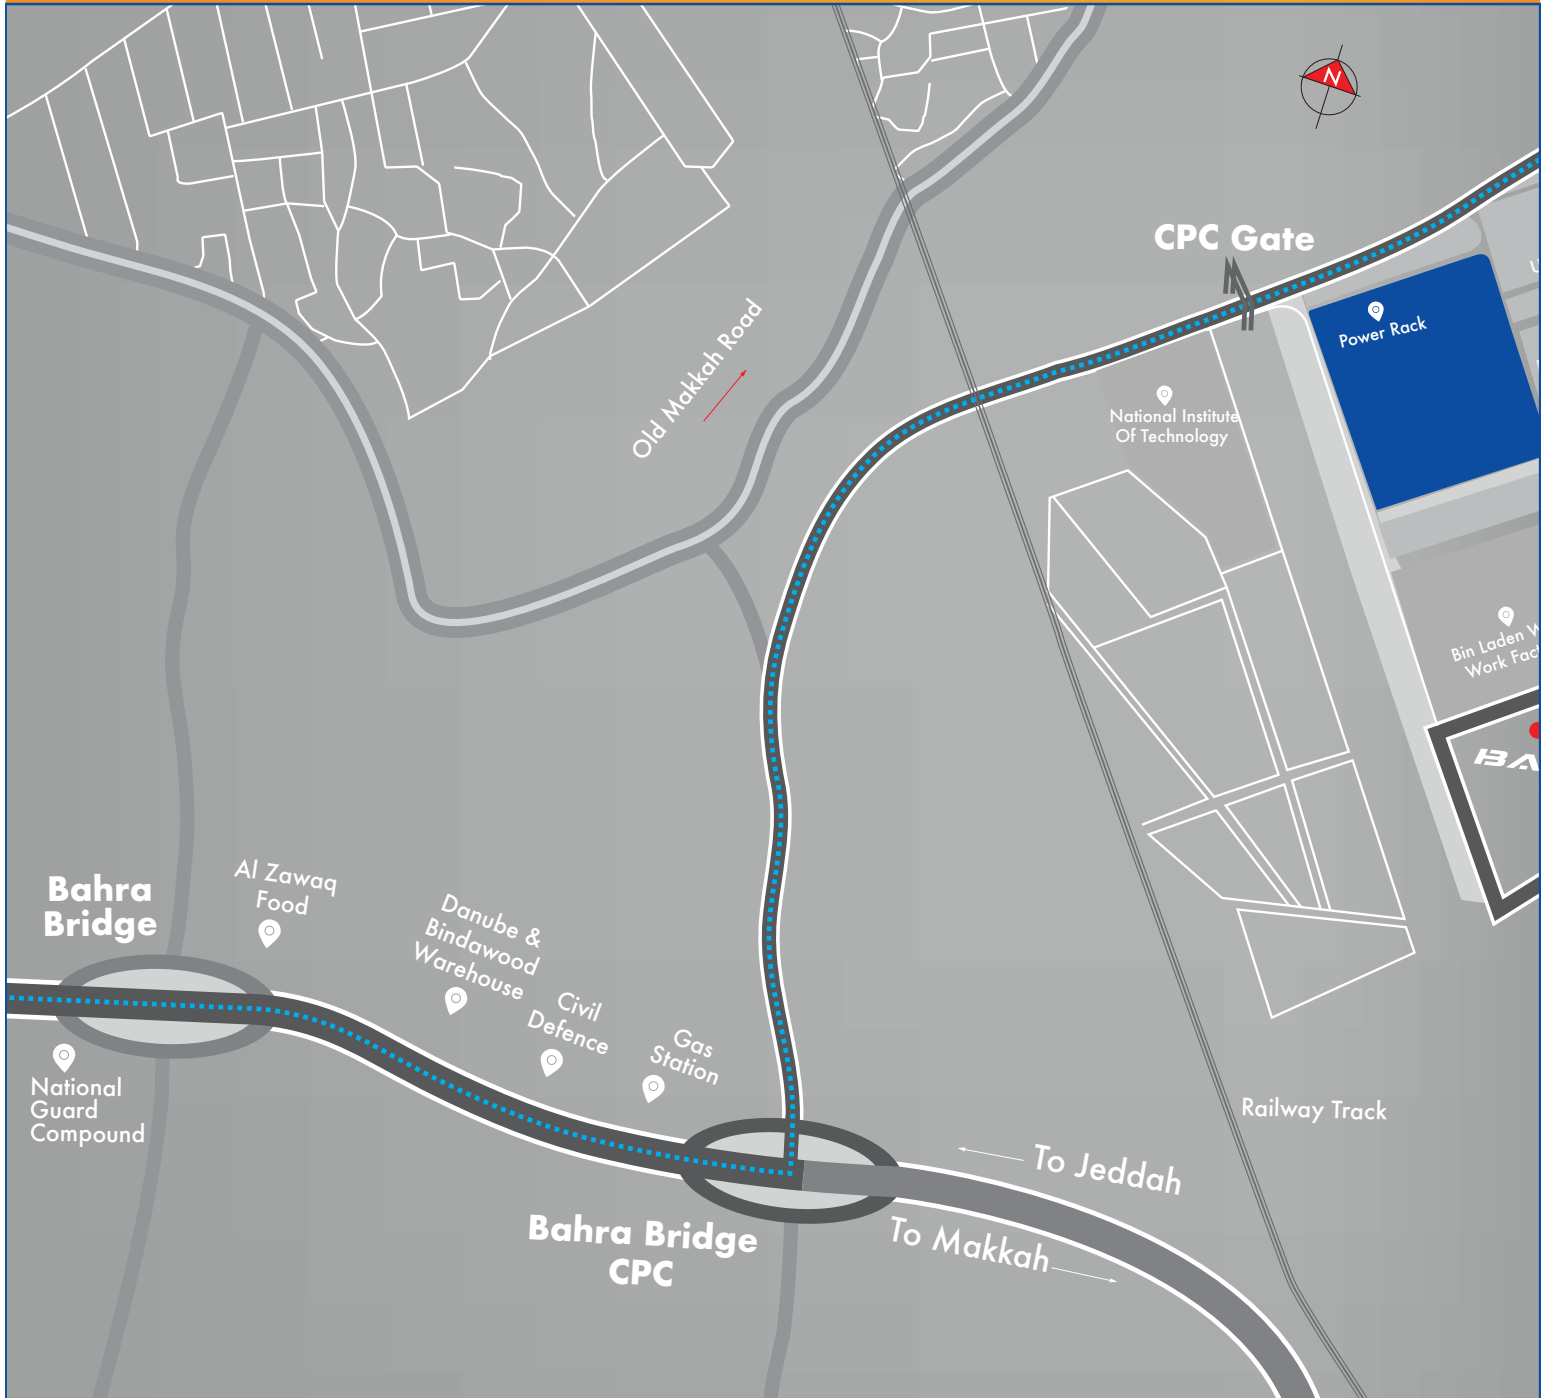 N
CPC Gate
Power Rack
Old Makkah Road
National Institute
Of Technology
Bin Laden
Work
Al Zawaq
Food
Bahra
Bridge
Danube &
Bindawood
Warehouse
Civil
Defence
Gas
Station
National
Guard
Compound
Railway Track
To Jeddah
To Makkah
Bahra Bridge
CPC